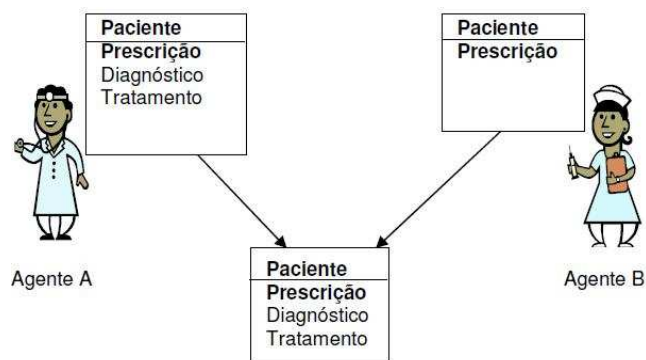 Paciente
Prescrição
Diagnóstico
Tratamento
Paciente
Prescrição
Agente A
Agente B
Paciente
Prescrição
Diagnóstico
Tratamento